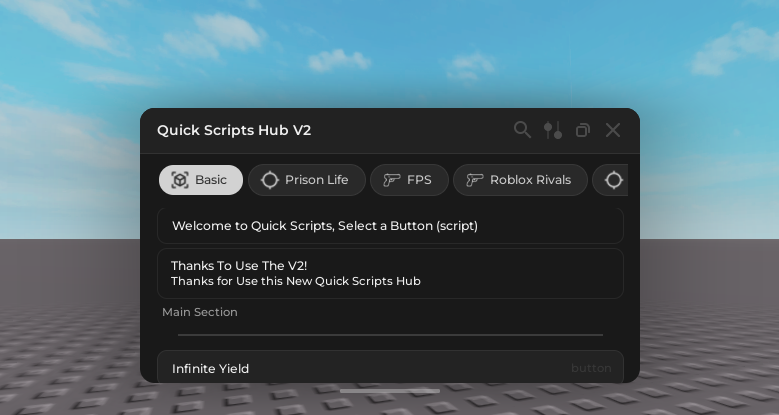 Quick Scripts Hub V2
Basic
Prison Life
FPS
Roblox Rivals
Welcome to Quick Scripts, Select a Button (script)
Thanks To Use The V2!
Thanks for Use this New Quick Scripts Hub
Main Section
Infinite Yield
button